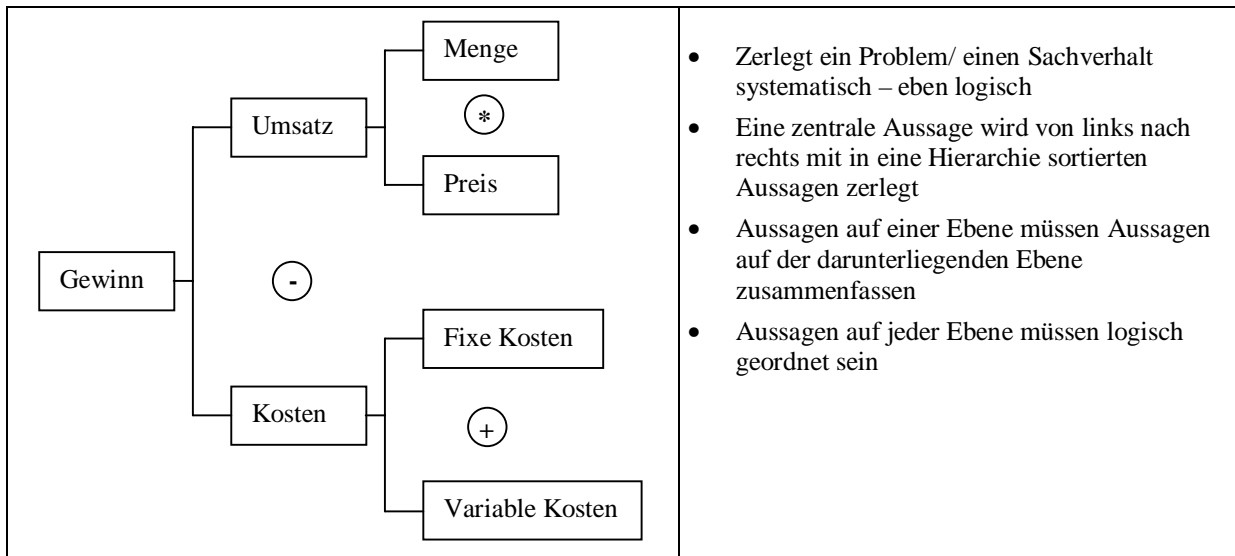 Menge
*
Umsatz
Preis
Gewinn
-
Fixe Kosten
Kosten
+
Variable Kosten
• Zerlegt ein Problem/ einen Sachverhalt
systematisch – eben logisch
• Eine zentrale Aussage wird von links nach
rechts mit in eine Hierarchie sortierten
Aussagen zerlegt
• Aussagen auf einer Ebene müssen Aussagen
auf der darunterliegenden Ebene
zusammenfassen
• Aussagen auf jeder Ebene müssen logisch
geordnet sein